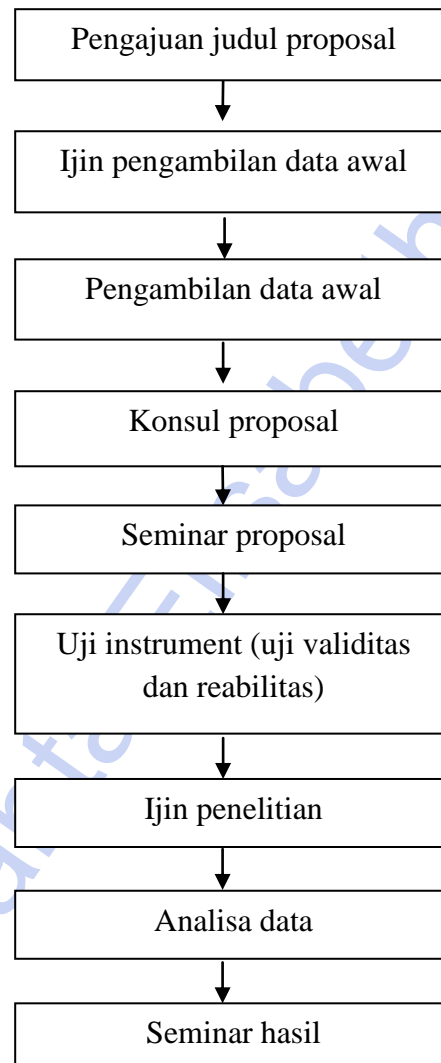 Pengajuan judul proposal
Ijin pengambilan data awal
Pengambilan data awal
Konsul proposal
Seminar proposal
Uji instrument (uji validitas
dan reabilitas)
Ijin penelitian
Analisa data
Seminar hasil